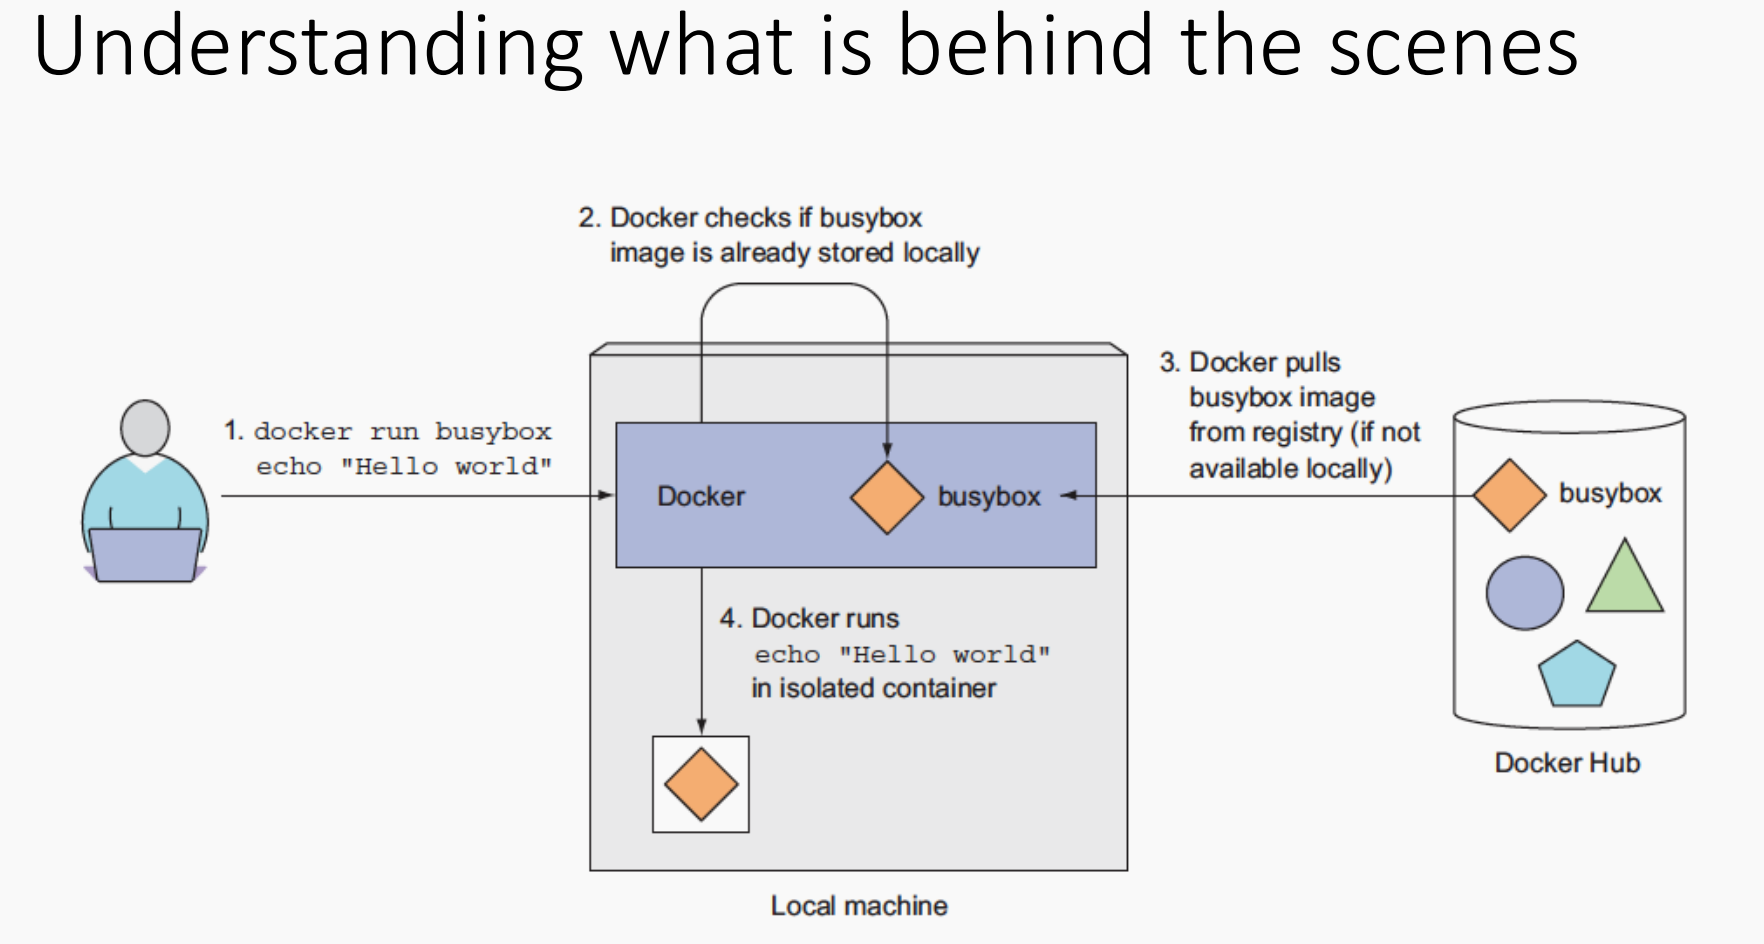 Understanding what is behind the scenes
2. Docker checks if busybox
image is already stored locally
1. docker run busybox
echo "Hello world"
3. Docker pulls
busybox image
from registry (if not
available locally)
Docker
busybox
busybox
4. Docker runs
echo "Hello world"
in isolated container
Docker Hub
Local machine